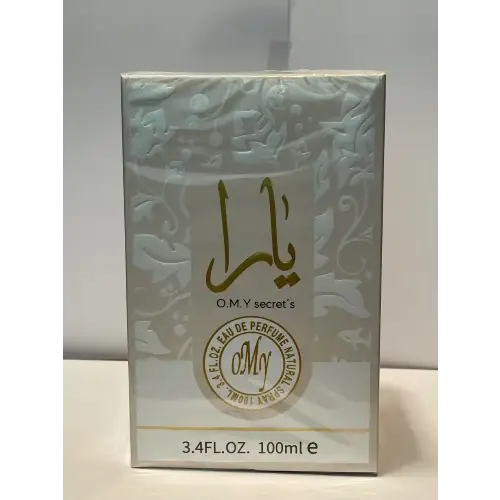 يارا
O.M.Y secret's
EAU DE PERFUME NATURAL SPRAY 100ML. 3.4 FL.OZ.
OMy
3.4FL.OZ. 100ml e